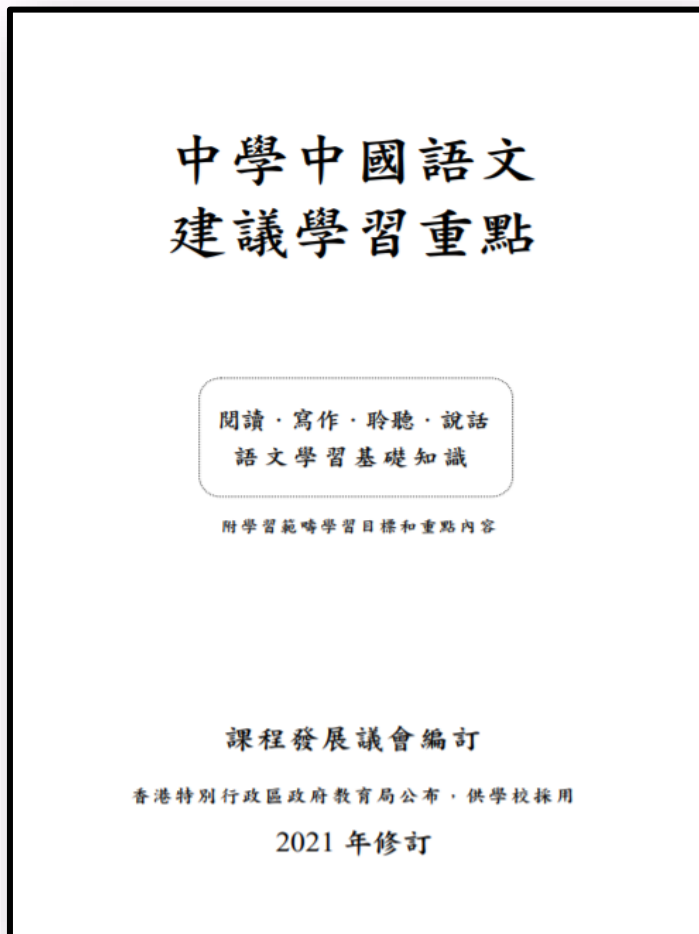 中學中國語文
建議學習重點
閱讀．寫作．聆聽．說話
語文學習基礎知識
附學習範疇學習目標和重點內容
課程發展議會編訂
香港特別行政區政府教育局公布．供學校採用
2021 年修訂